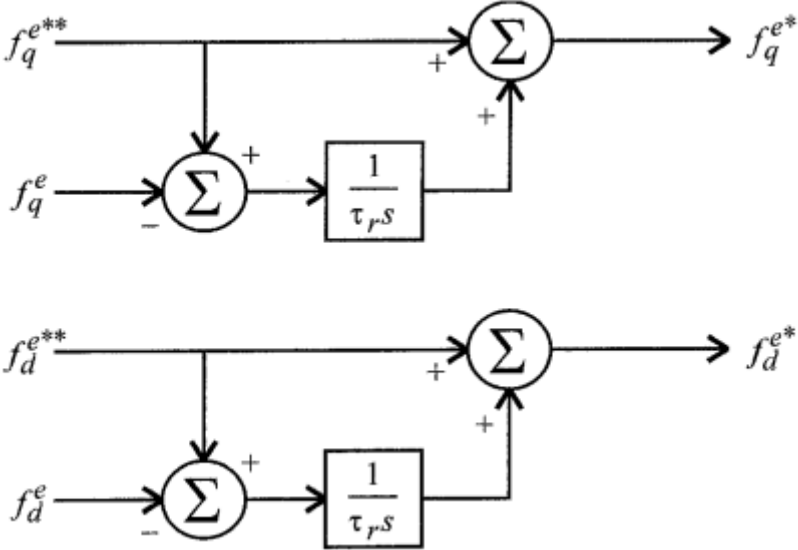 f_q^{e**} + Σ f_q^{e*}
+
+
f_q^e − Σ 1/(τ_r s)
f_d^{e**} + Σ f_d^{e*}
+
+
f_d^e − Σ 1/(τ_r s)